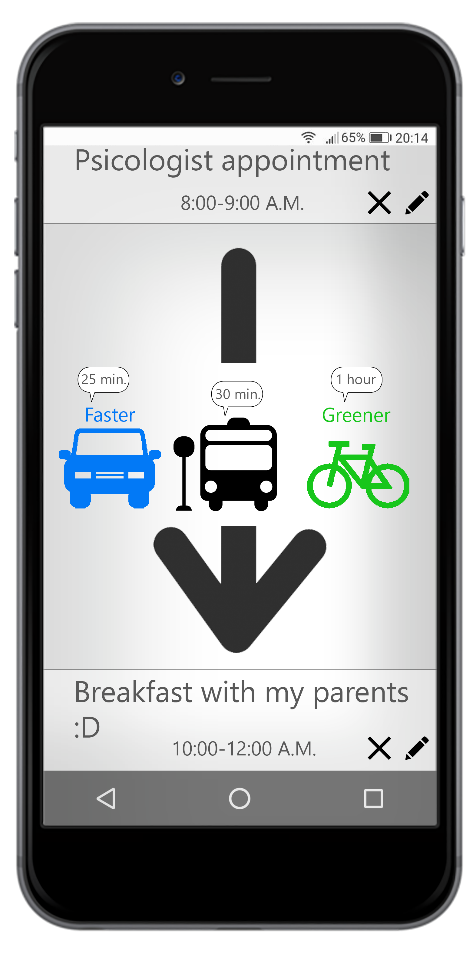 65% 20:14
Psicologist appointment
8:00-9:00 A.M.
25 min.
30 min.
1 hour
Faster
Greener
Breakfast with my parents
:D
10:00-12:00 A.M.